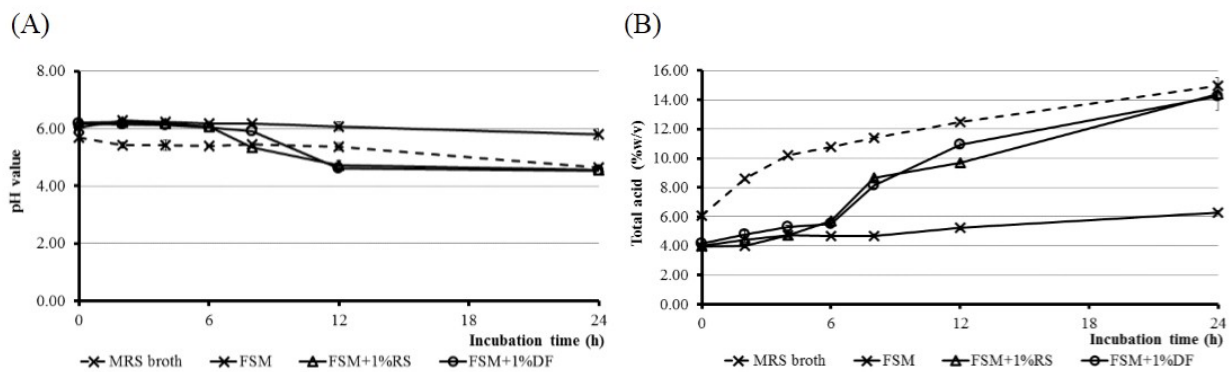 (A)
8.00
6.00
4.00
2.00
0.00
pH value
0 6 12 18 24
Incubation time (h)
MRS broth FSM FSM+1%RS FSM+1%DF
(B)
16.00
14.00
12.00
10.00
8.00
6.00
4.00
2.00
0.00
Total acid (%w/v)
0 6 12 18 24
Incubation time (h)
MRS broth FSM FSM+1%RS FSM+1%DF